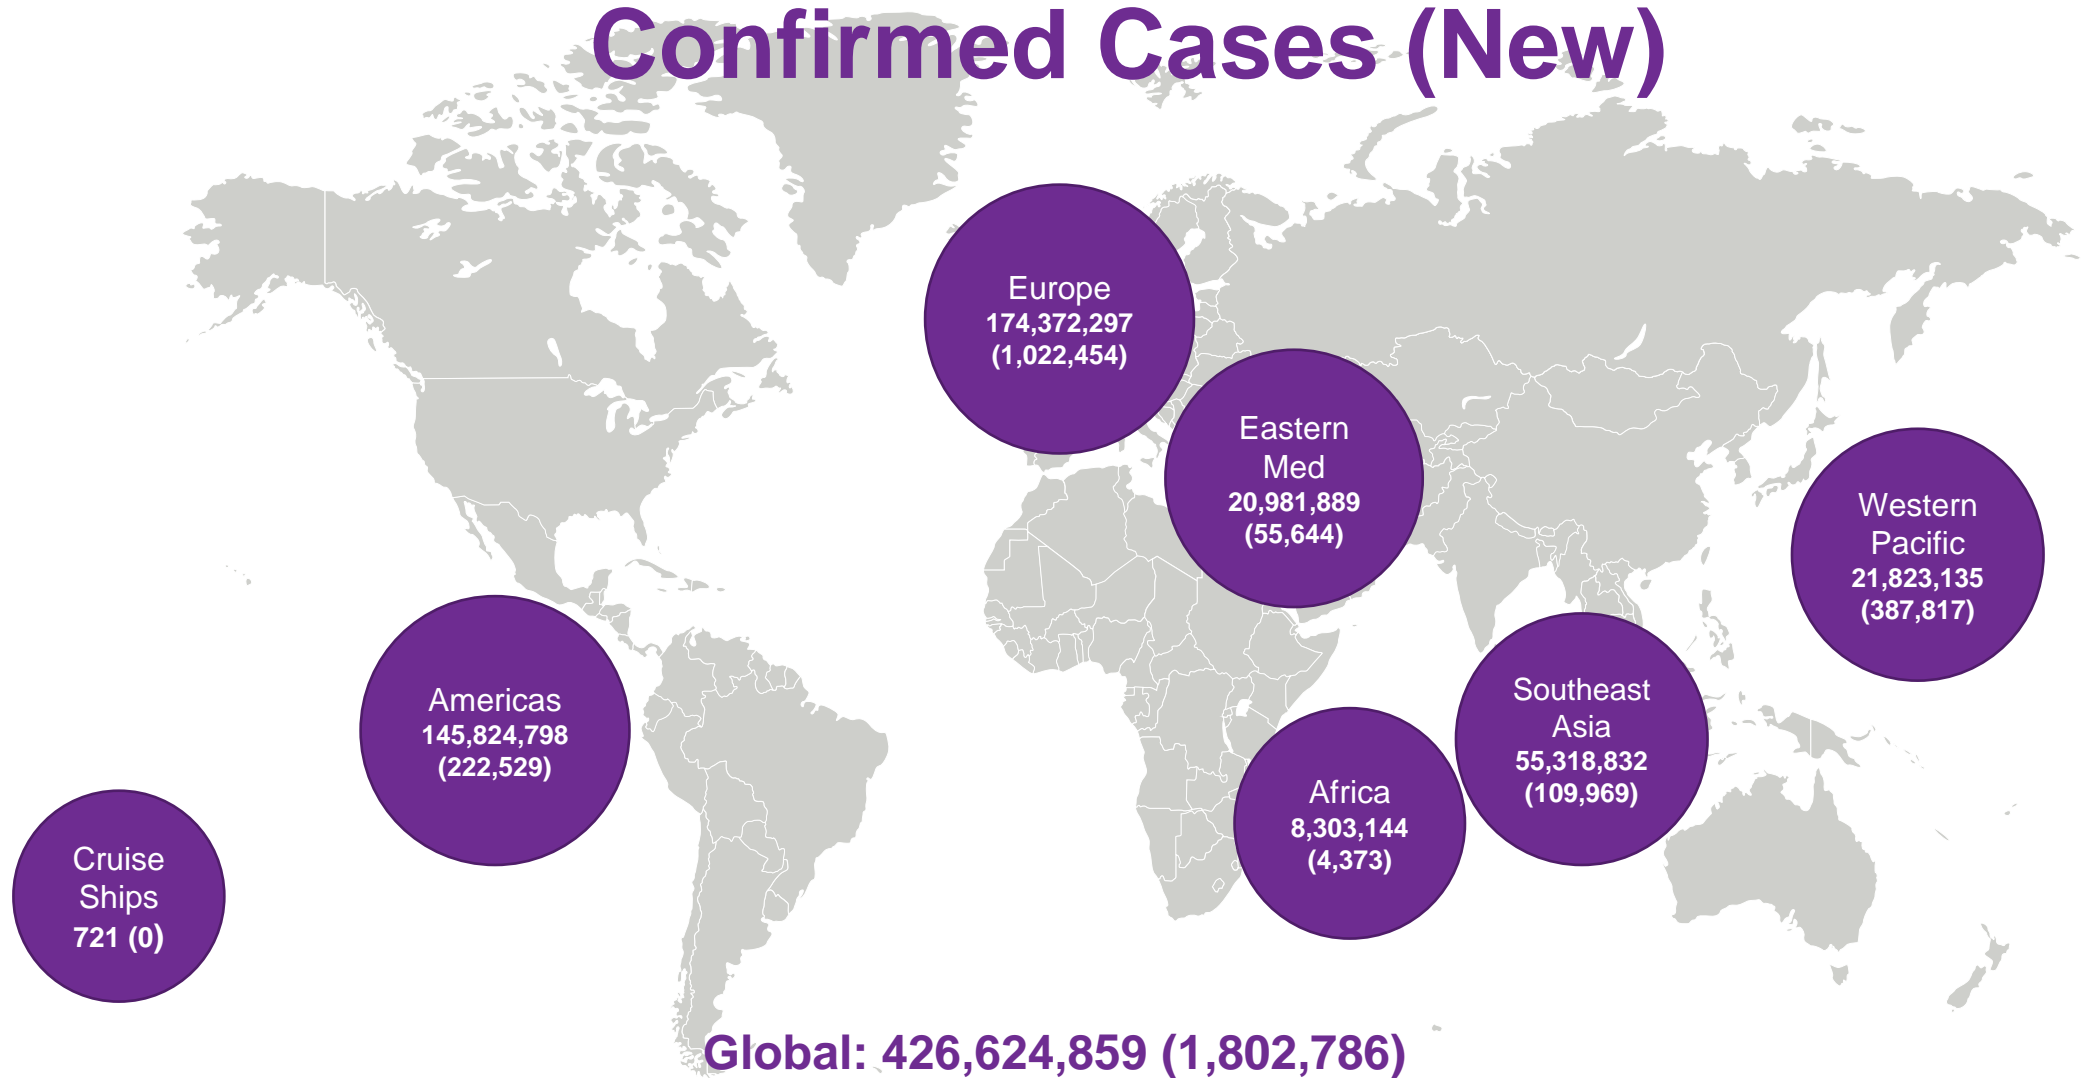 Confirmed Cases (New)
Europe
174,372,297
(1,022,454)
Eastern
Med
20,981,889
(55,644)
Western
Pacific
21,823,135
(387,817)
Americas
145,824,798
(222,529)
Southeast
Asia
55,318,832
(109,969)
Africa
8,303,144
(4,373)
Cruise
Ships
721 (0)
Global: 426,624,859 (1,802,786)